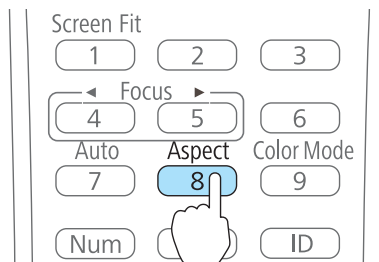 Screen Fit
1 2 3
◄ Focus ►
4 5 6
Auto Aspect Color Mode
7 8 9
Num ID